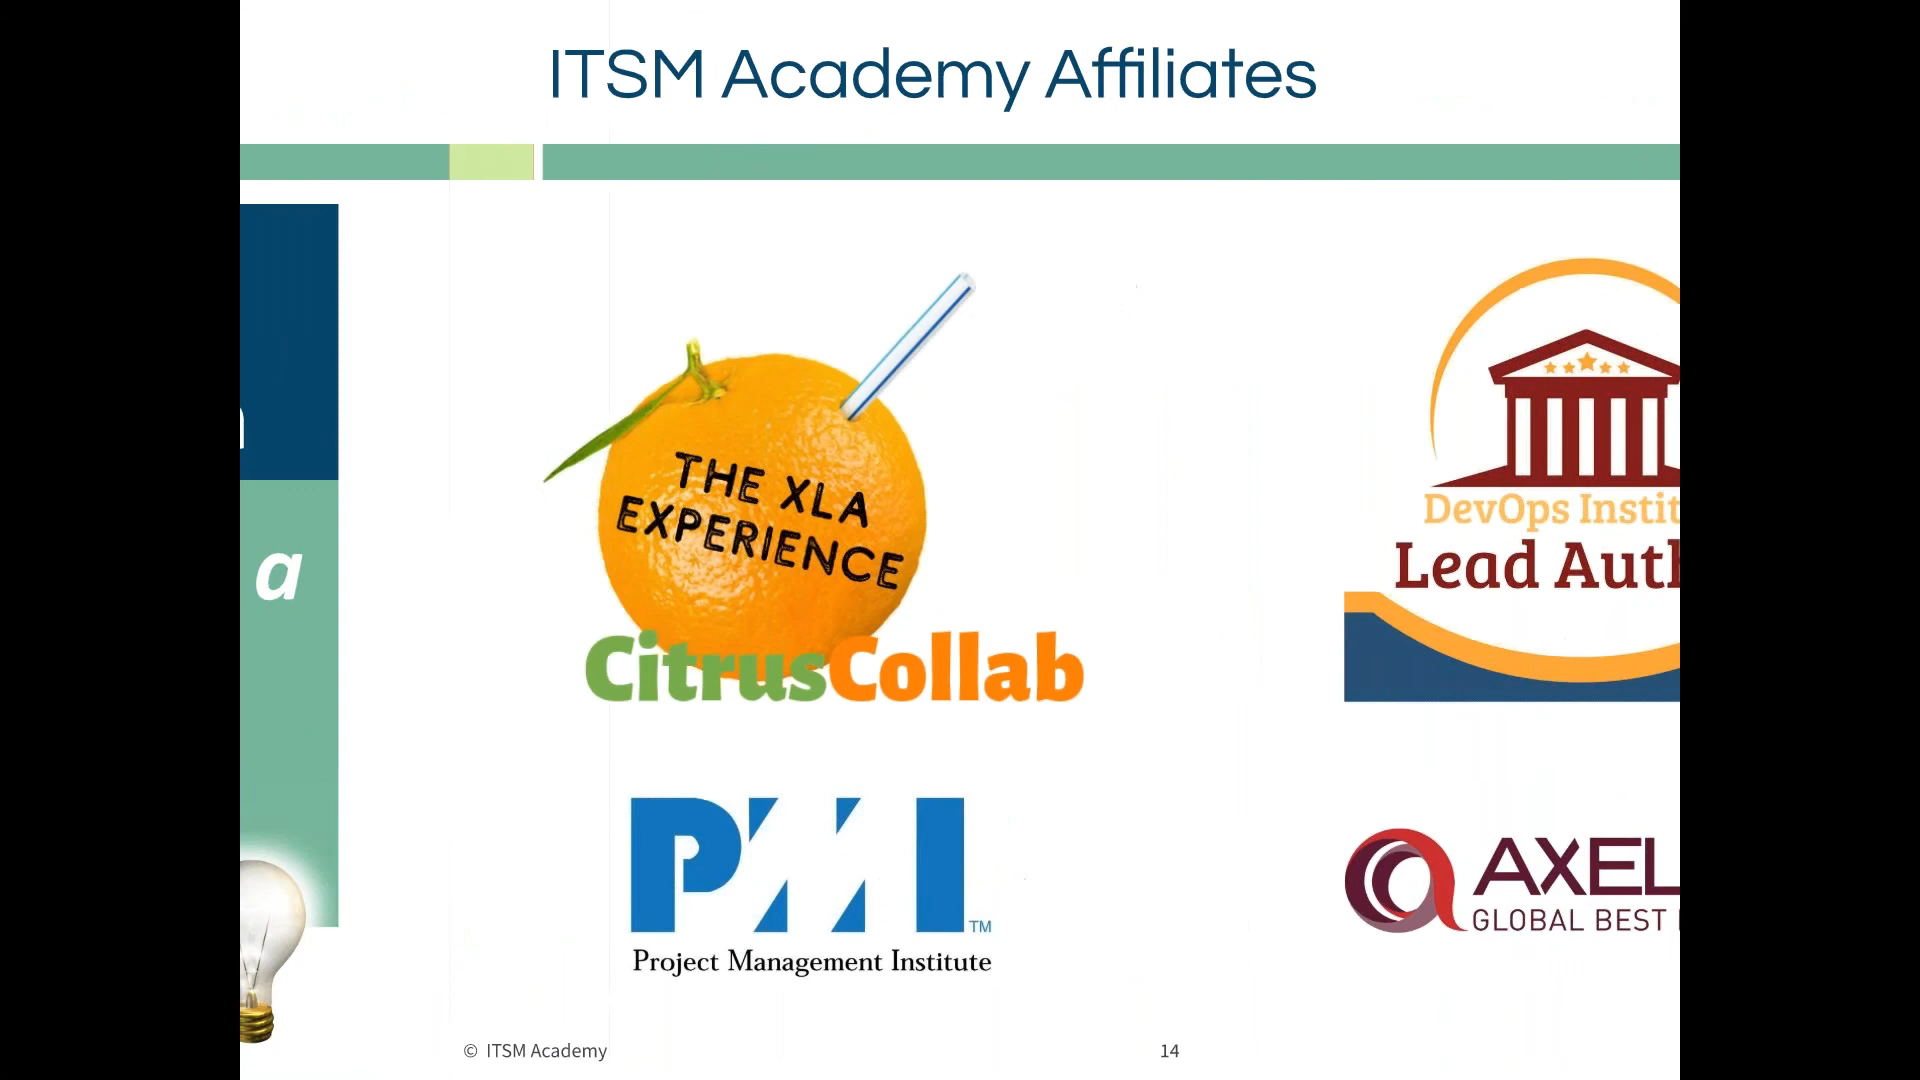 ITSM Academy Affiliates
a
THE XLA
EXPERIENCE
CitrusCollab
DevOps Instit
Lead Auth
PMI TM
Project Management Institute
AXEL
GLOBAL BEST
© ITSM Academy
14